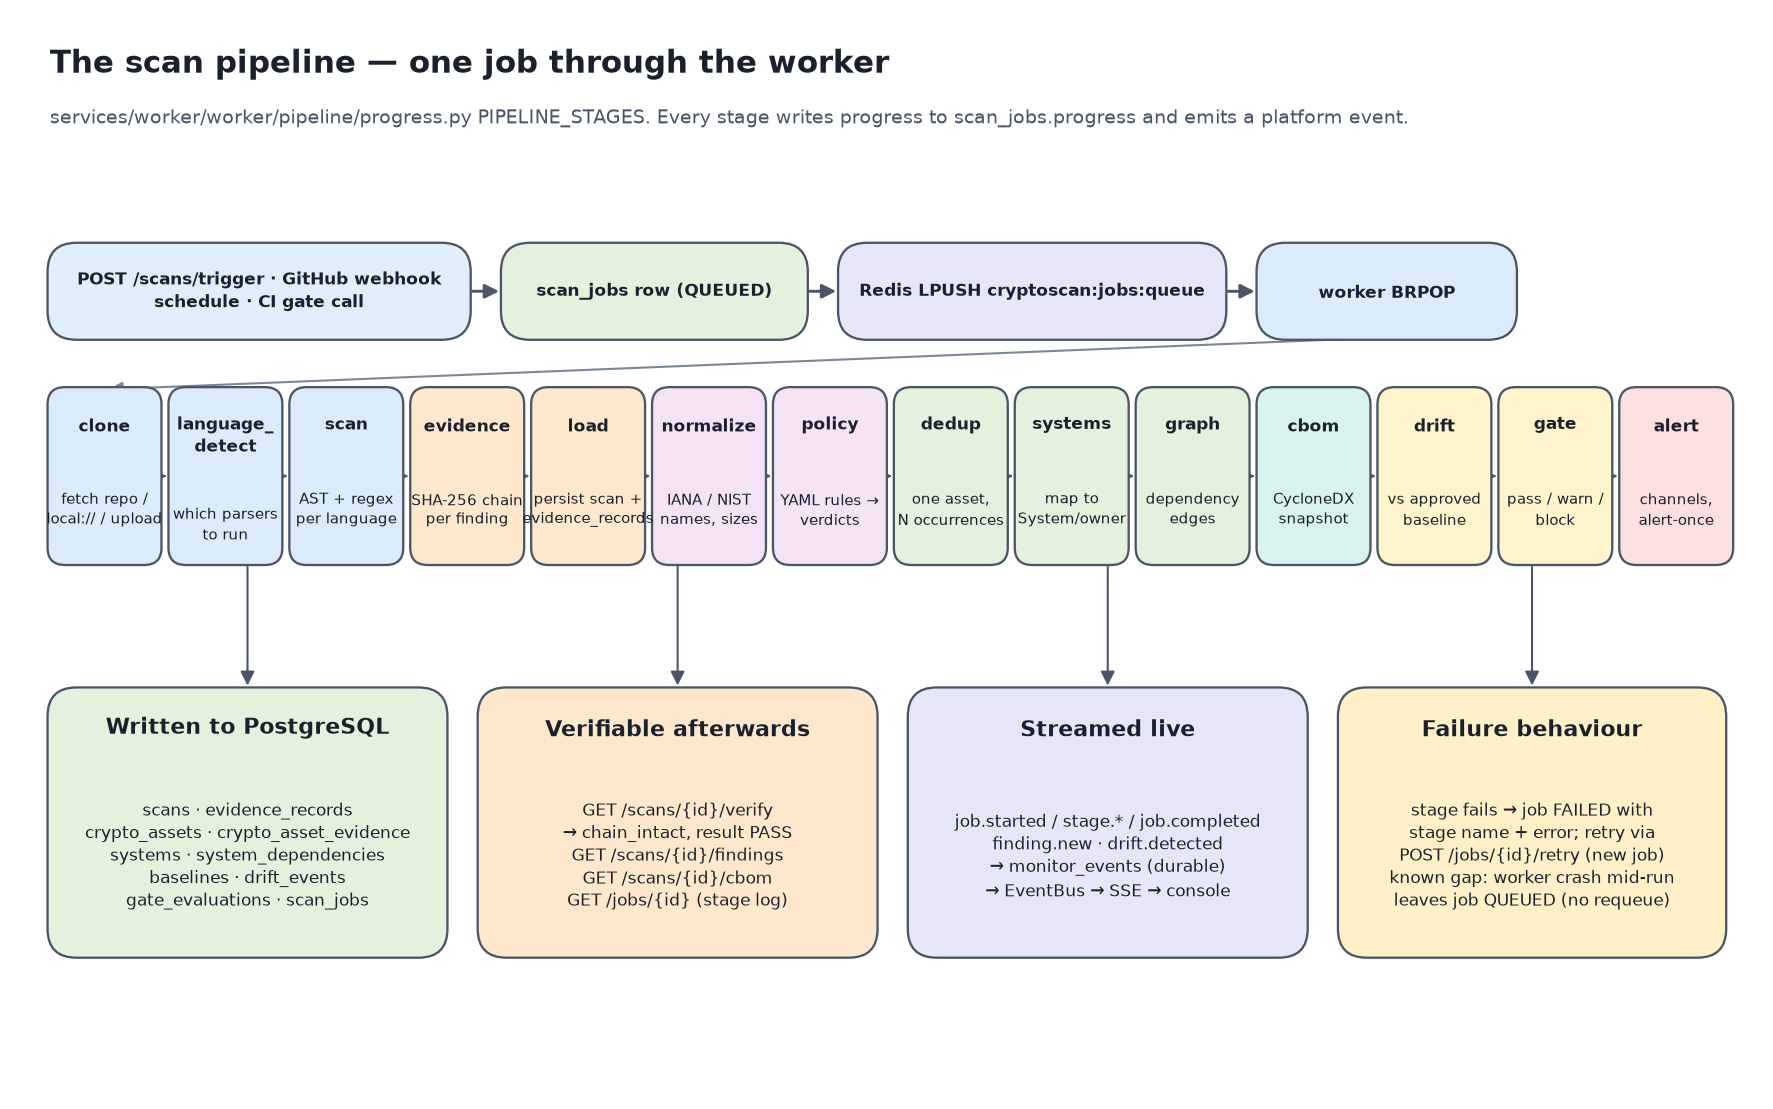 The scan pipeline — one job through the worker
services/worker/worker/pipeline/progress.py PIPELINE_STAGES. Every stage writes progress to scan_jobs.progress and emits a platform event.
POST /scans/trigger · GitHub webhook
schedule · CI gate call
scan_jobs row (QUEUED)
Redis LPUSH cryptoscan:jobs:queue
worker BRPOP
clone
fetch repo /
local:// / upload
language_
detect
which parsers
to run
scan
AST + regex
per language
evidence
SHA-256 chain
per finding
load
persist scan +
evidence_records
normalize
IANA / NIST
names, sizes
policy
YAML rules →
verdicts
dedup
one asset,
N occurrences
systems
map to
System/owner
graph
dependency
edges
cbom
CycloneDX
snapshot
drift
vs approved
baseline
gate
pass / warn /
block
alert
channels,
alert-once
Written to PostgreSQL
scans · evidence_records
crypto_assets · crypto_asset_evidence
systems · system_dependencies
baselines · drift_events
gate_evaluations · scan_jobs
Verifiable afterwards
GET /scans/{id}/verify
→ chain_intact, result PASS
GET /scans/{id}/findings
GET /scans/{id}/cbom
GET /jobs/{id} (stage log)
Streamed live
job.started / stage.* / job.completed
finding.new · drift.detected
→ monitor_events (durable)
→ EventBus → SSE → console
Failure behaviour
stage fails → job FAILED with
stage name + error; retry via
POST /jobs/{id}/retry (new job)
known gap: worker crash mid-run
leaves job QUEUED (no requeue)